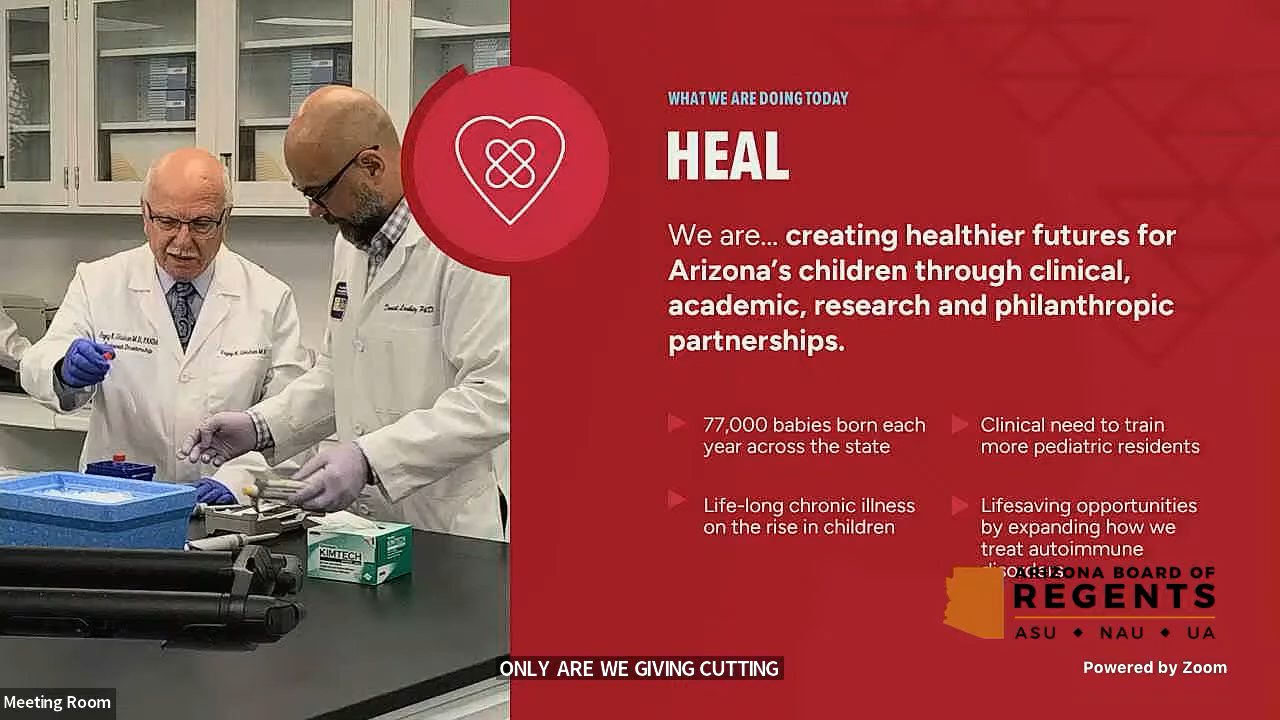 WHAT WE ARE DOING TODAY
HEAL
We are... creating healthier futures for
Arizona's children through clinical,
academic, research and philanthropic
partnerships.
77,000 babies born each
year across the state
Clinical need to train
more pediatric residents
Life-long chronic illness
on the rise in children
Lifesaving opportunities
by expanding how we
treat autoimmune
disorders
ARIZONA BOARD OF
REGENTS
ASU ◆ NAU ◆ UA
KIMTECH
ONLY ARE WE GIVING CUTTING
Powered by Zoom
Meeting Room